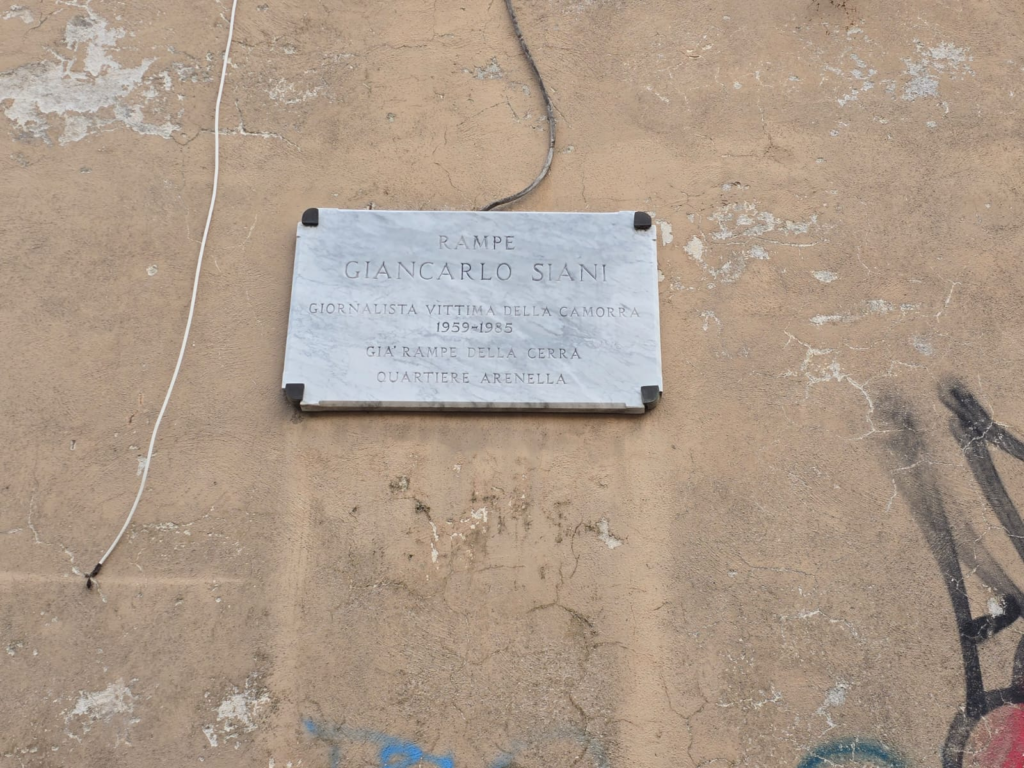 RAMPE
GIANCARLO SIANI
GIORNALISTA VITTIMA DELLA CAMORRA
1959-1985
GIA' RAMPE DELLA CERRA
QUARTIERE ARENELLA